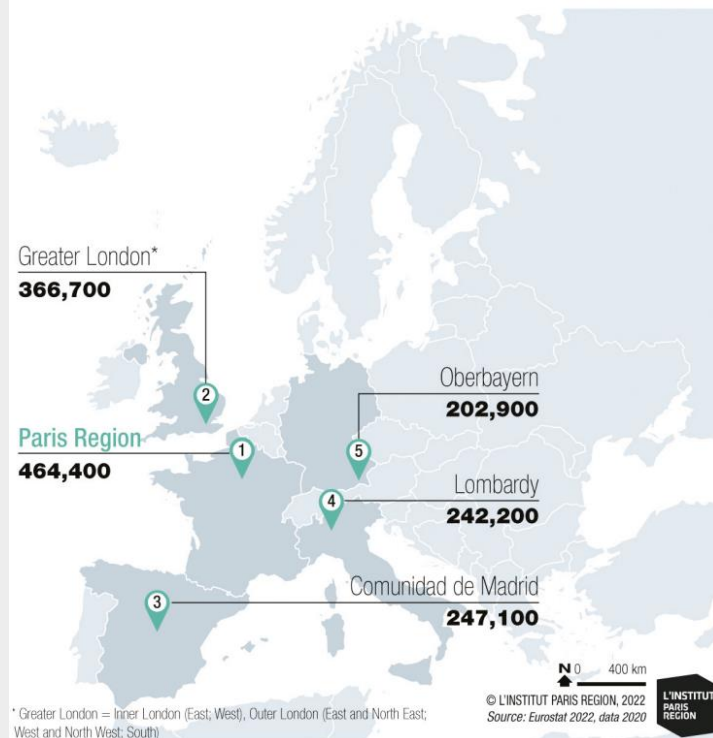 Greater London*
366,700
2
Oberbayern
202,900
Paris Region
464,400
1
5
Lombardy
242,200
4
Comunidad de Madrid
247,100
3
N 0 400 km
© L'INSTITUT PARIS REGION, 2022
Source: Eurostat 2022, data 2020
L'INSTITUT
PARIS
REGION
* Greater London = Inner London (East; West), Outer London (East and North East;
West and North West; South)